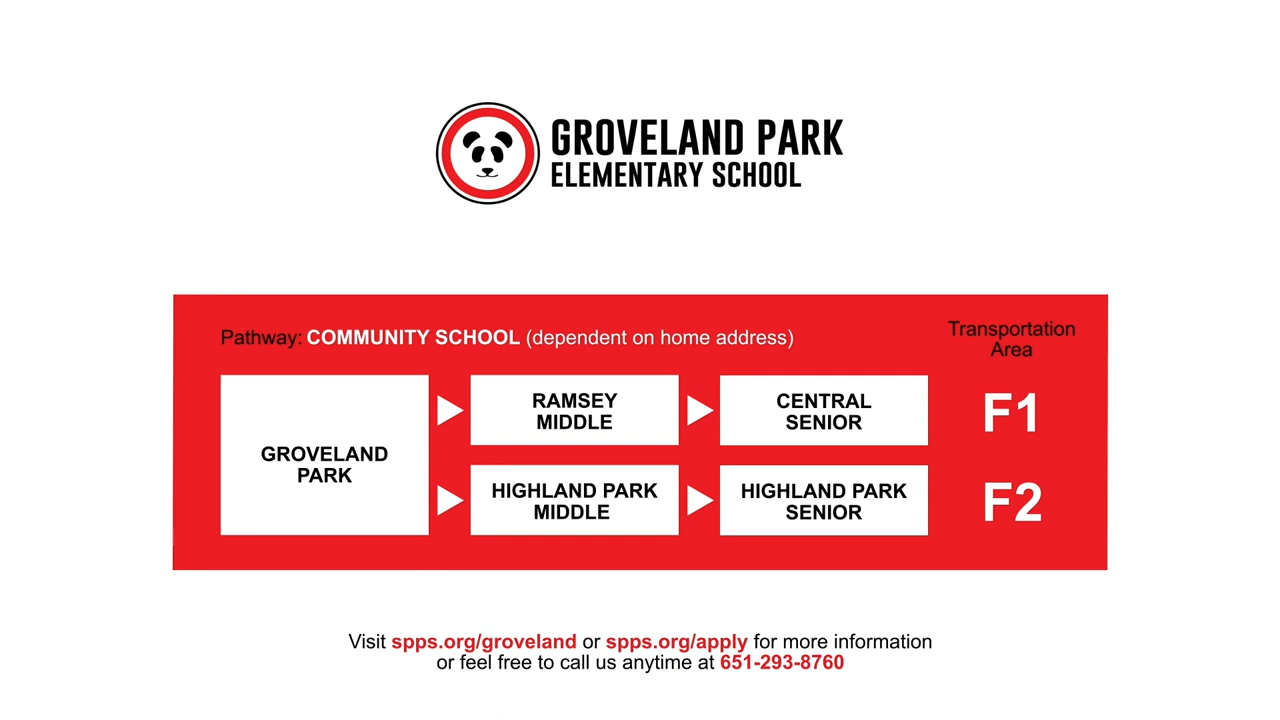 GROVELAND PARK
ELEMENTARY SCHOOL
Pathway: COMMUNITY SCHOOL (dependent on home address)
Transportation
Area
GROVELAND
PARK
RAMSEY
MIDDLE
CENTRAL
SENIOR
F1
HIGHLAND PARK
MIDDLE
HIGHLAND PARK
SENIOR
F2
Visit spps.org/groveland or spps.org/apply for more information
or feel free to call us anytime at 651-293-8760